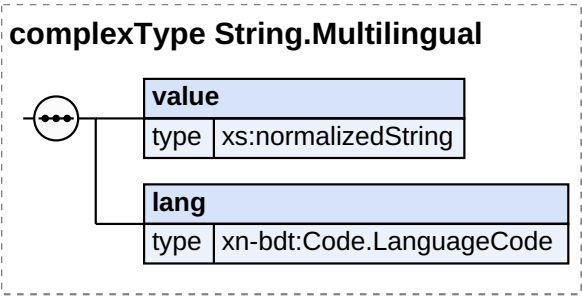 complexType String.Multilingual
value
type xs:normalizedString
lang
type xn-bdt:Code.LanguageCode